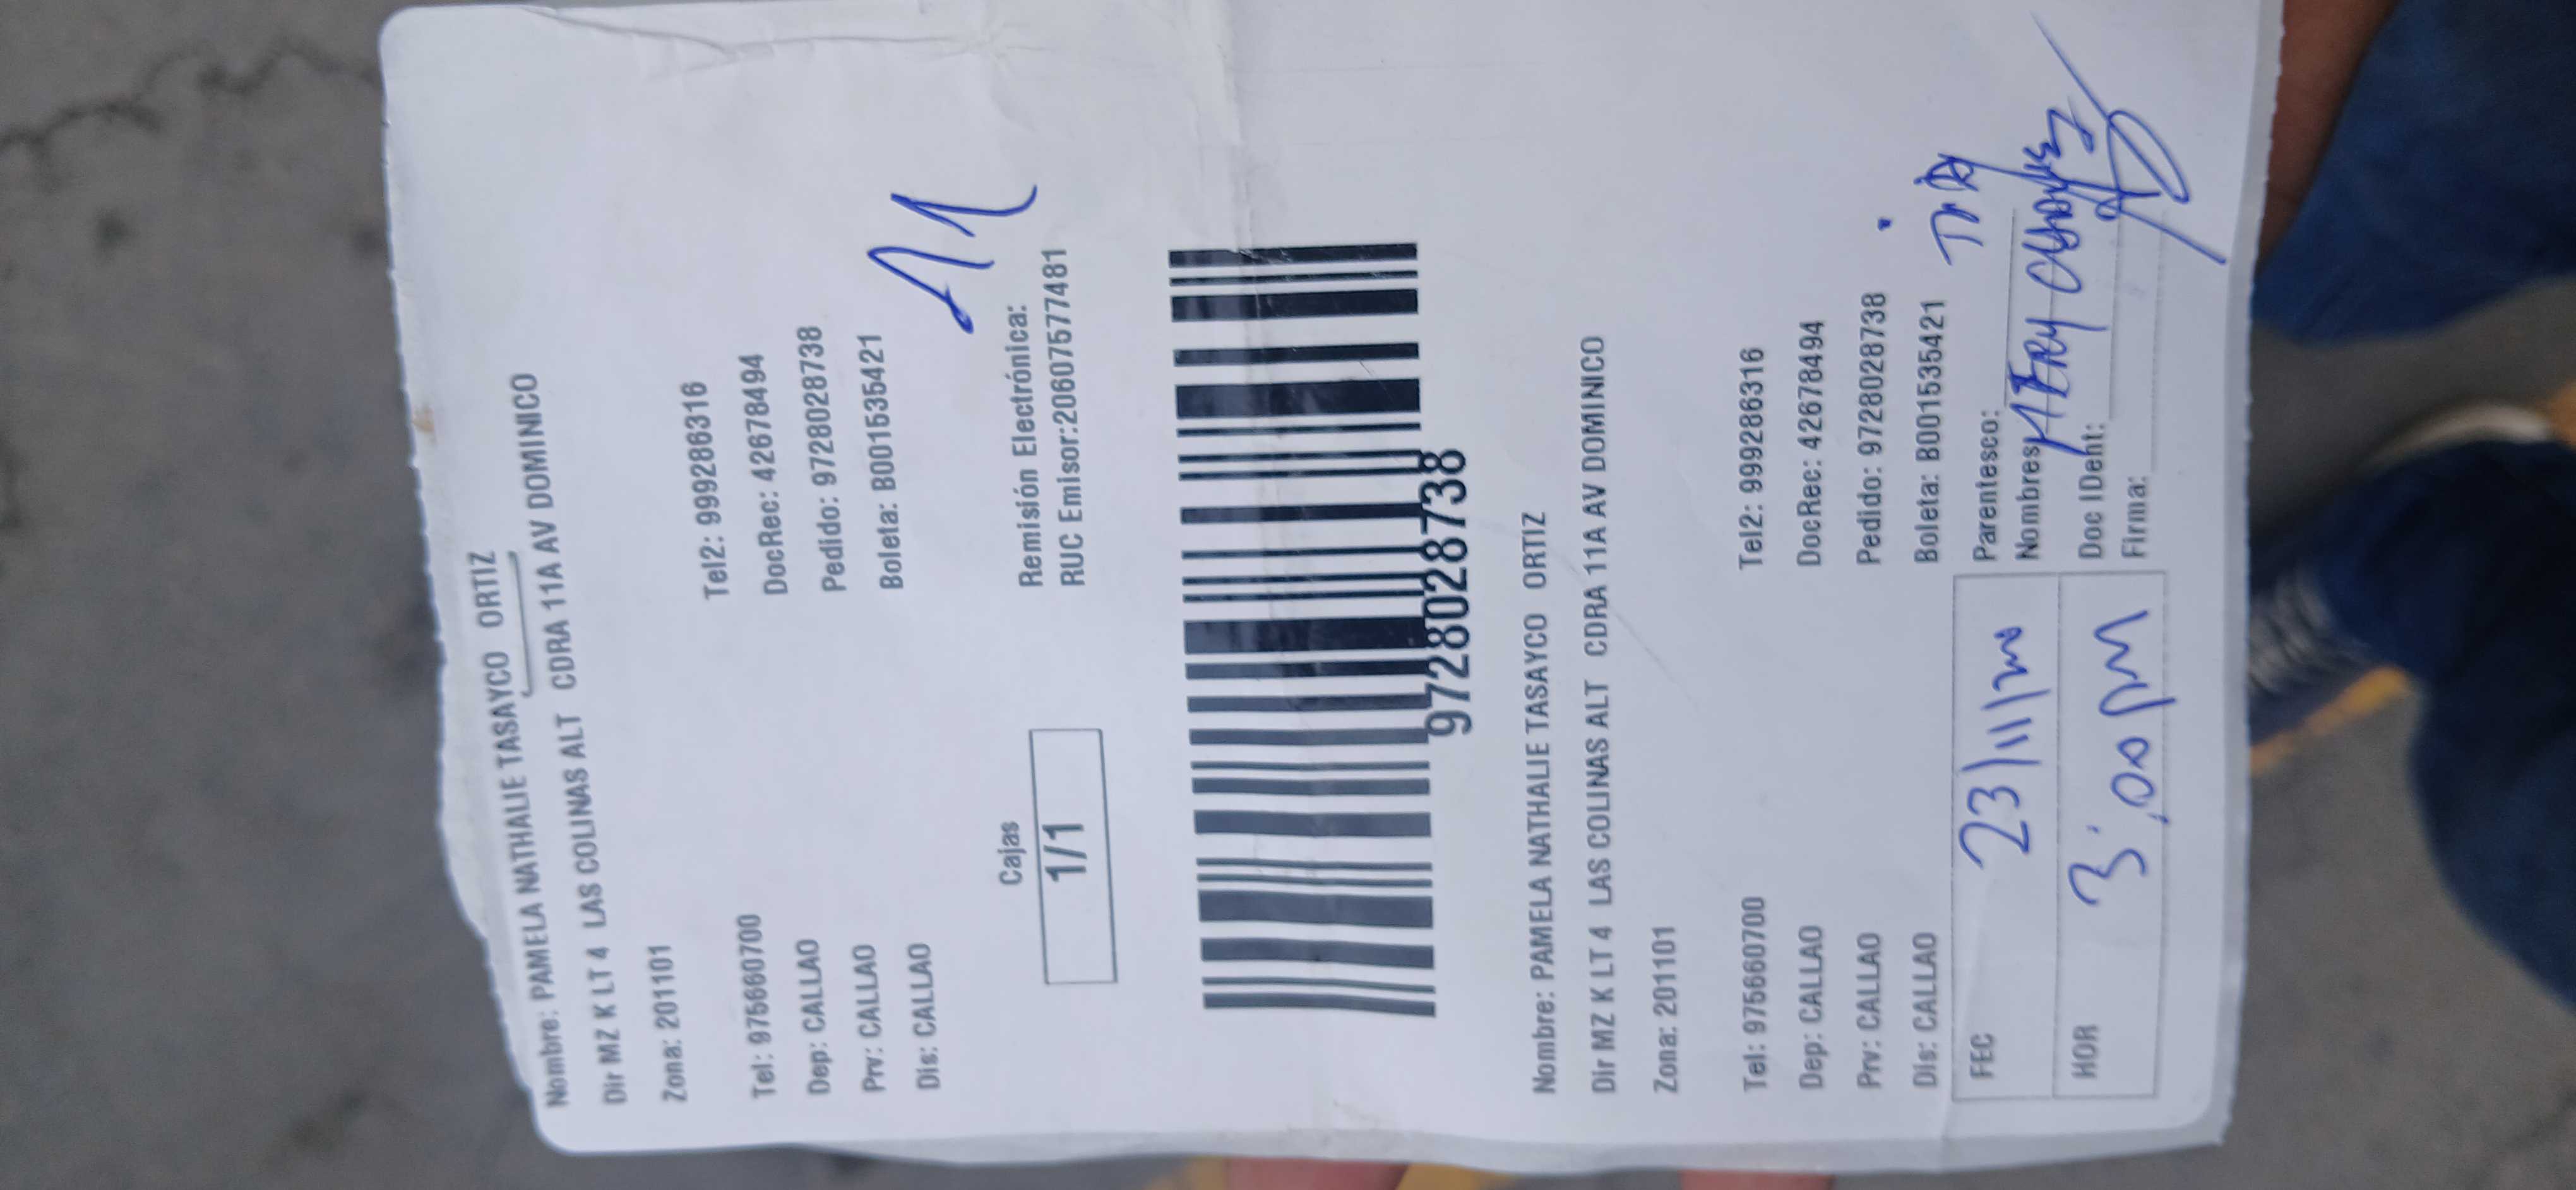 Nombre: PAMELA NATHALIE TASAYCO ORTIZ
Dir MZ K LT 4 LAS COLINAS ALT CDRA 11A AV DOMINICO
Zona: 201101
Tel: 975660700 Tel2: 999286316
Dep: CALLAO DocRec: 42678494
Prv: CALLAO Pedido: 97280028738
Dis: CALLAO Boleta: B001535421
Cajas
1/1
Remisión Electrónica:
RUC Emisor:20607577481
97280028738
Nombre: PAMELA NATHALIE TASAYCO ORTIZ
Dir MZ K LT 4 LAS COLINAS ALT CDRA 11A AV DOMINICO
Zona: 201101
Tel: 975660700 Tel2: 999286316
Dep: CALLAO DocRec: 42678494
Prv: CALLAO Pedido: 97280028738
Dis: CALLAO Boleta: B001535421
FEC 23/11/ Parentesco:
Nombres
HOR 3:00 PM Doc IDent:
Firma: